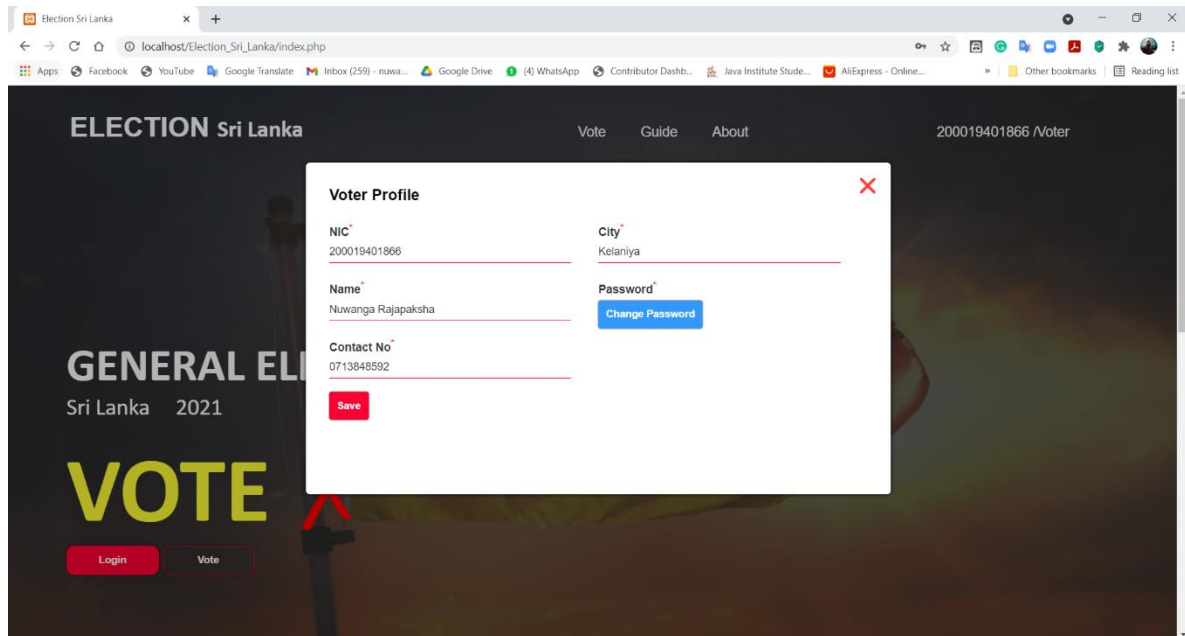 Election Sri Lanka
localhost/Election_Sri_Lanka/index.php
Apps Facebook YouTube Google Translate Inbox (259) - nuwa... Google Drive (4) WhatsApp Contributor Dashb... Java Institute Stude... AliExpress - Online... » Other bookmarks Reading list
ELECTION Sri Lanka Vote Guide About 200019401866 /Voter
Voter Profile
NIC* City*
200019401866 Kelaniya
Name* Password*
Nuwanga Rajapaksha Change Password
Contact No*
0713848592
Save
GENERAL ELE
Sri Lanka 2021
VOTE
Login Vote